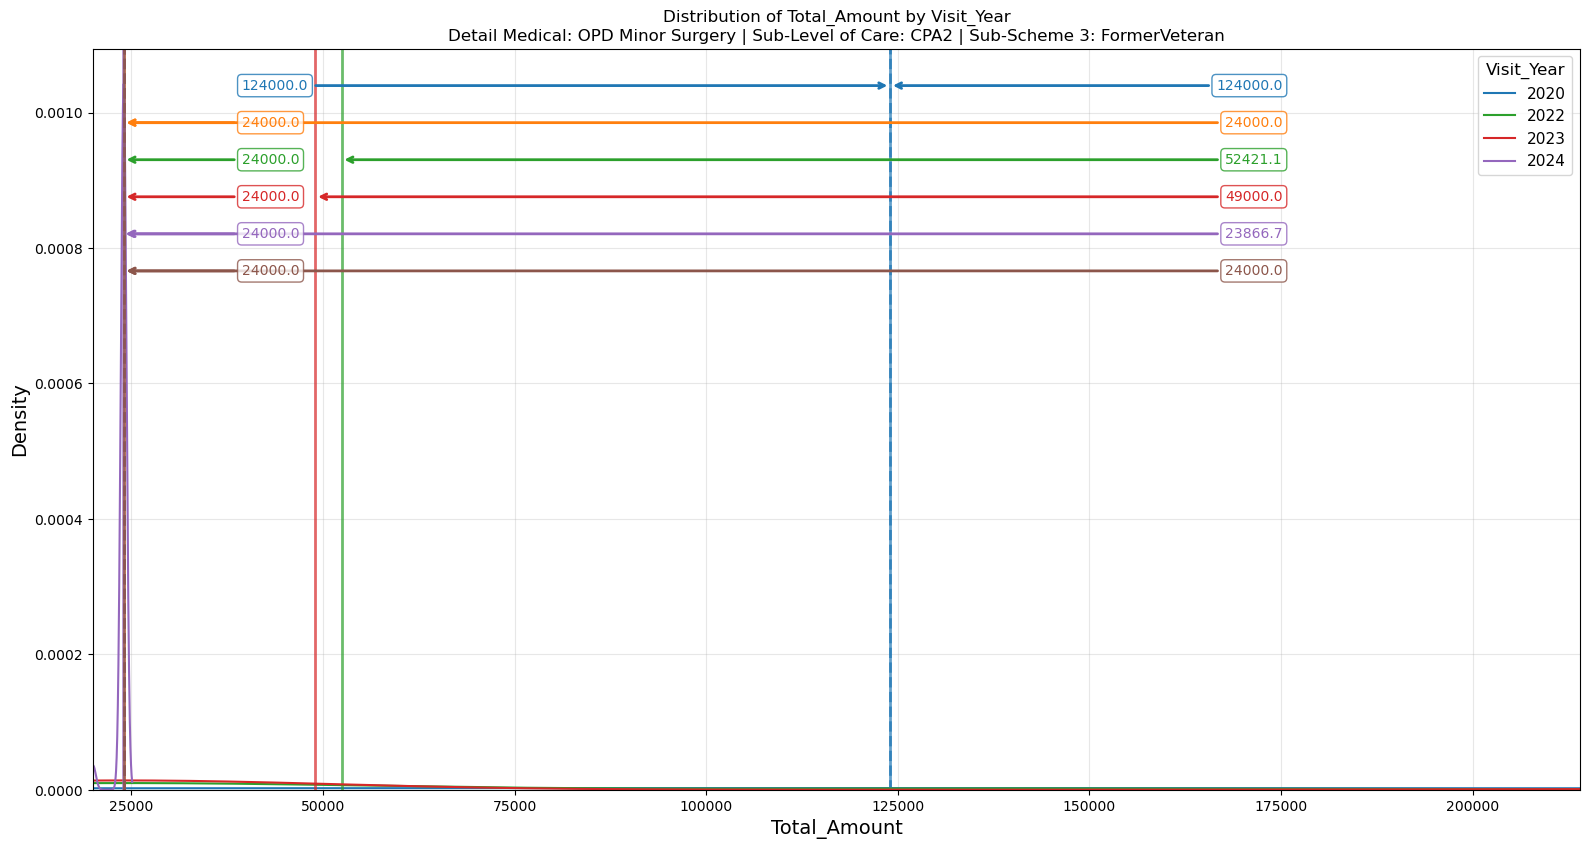 Distribution of Total_Amount by Visit_Year
Detail Medical: OPD Minor Surgery | Sub-Level of Care: CPA2 | Sub-Scheme 3: FormerVeteran
Visit_Year
2020
2022
2023
2024
124000.0 124000.0
24000.0 24000.0
24000.0 52421.1
24000.0 49000.0
24000.0 23866.7
24000.0 24000.0
Density
0.0010
0.0008
0.0006
0.0004
0.0002
0.0000
25000 50000 75000 100000 125000 150000 175000 200000
Total_Amount